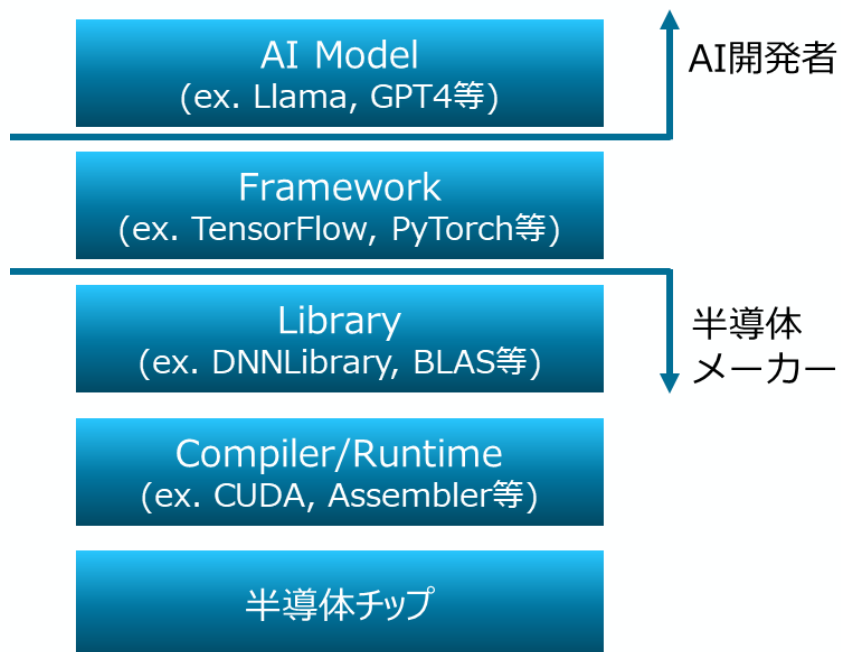 AI Model
(ex. Llama, GPT4等)
AI開発者
Framework
(ex. TensorFlow, PyTorch等)
Library
(ex. DNNLibrary, BLAS等)
半導体
メーカー
Compiler/Runtime
(ex. CUDA, Assembler等)
半導体チップ